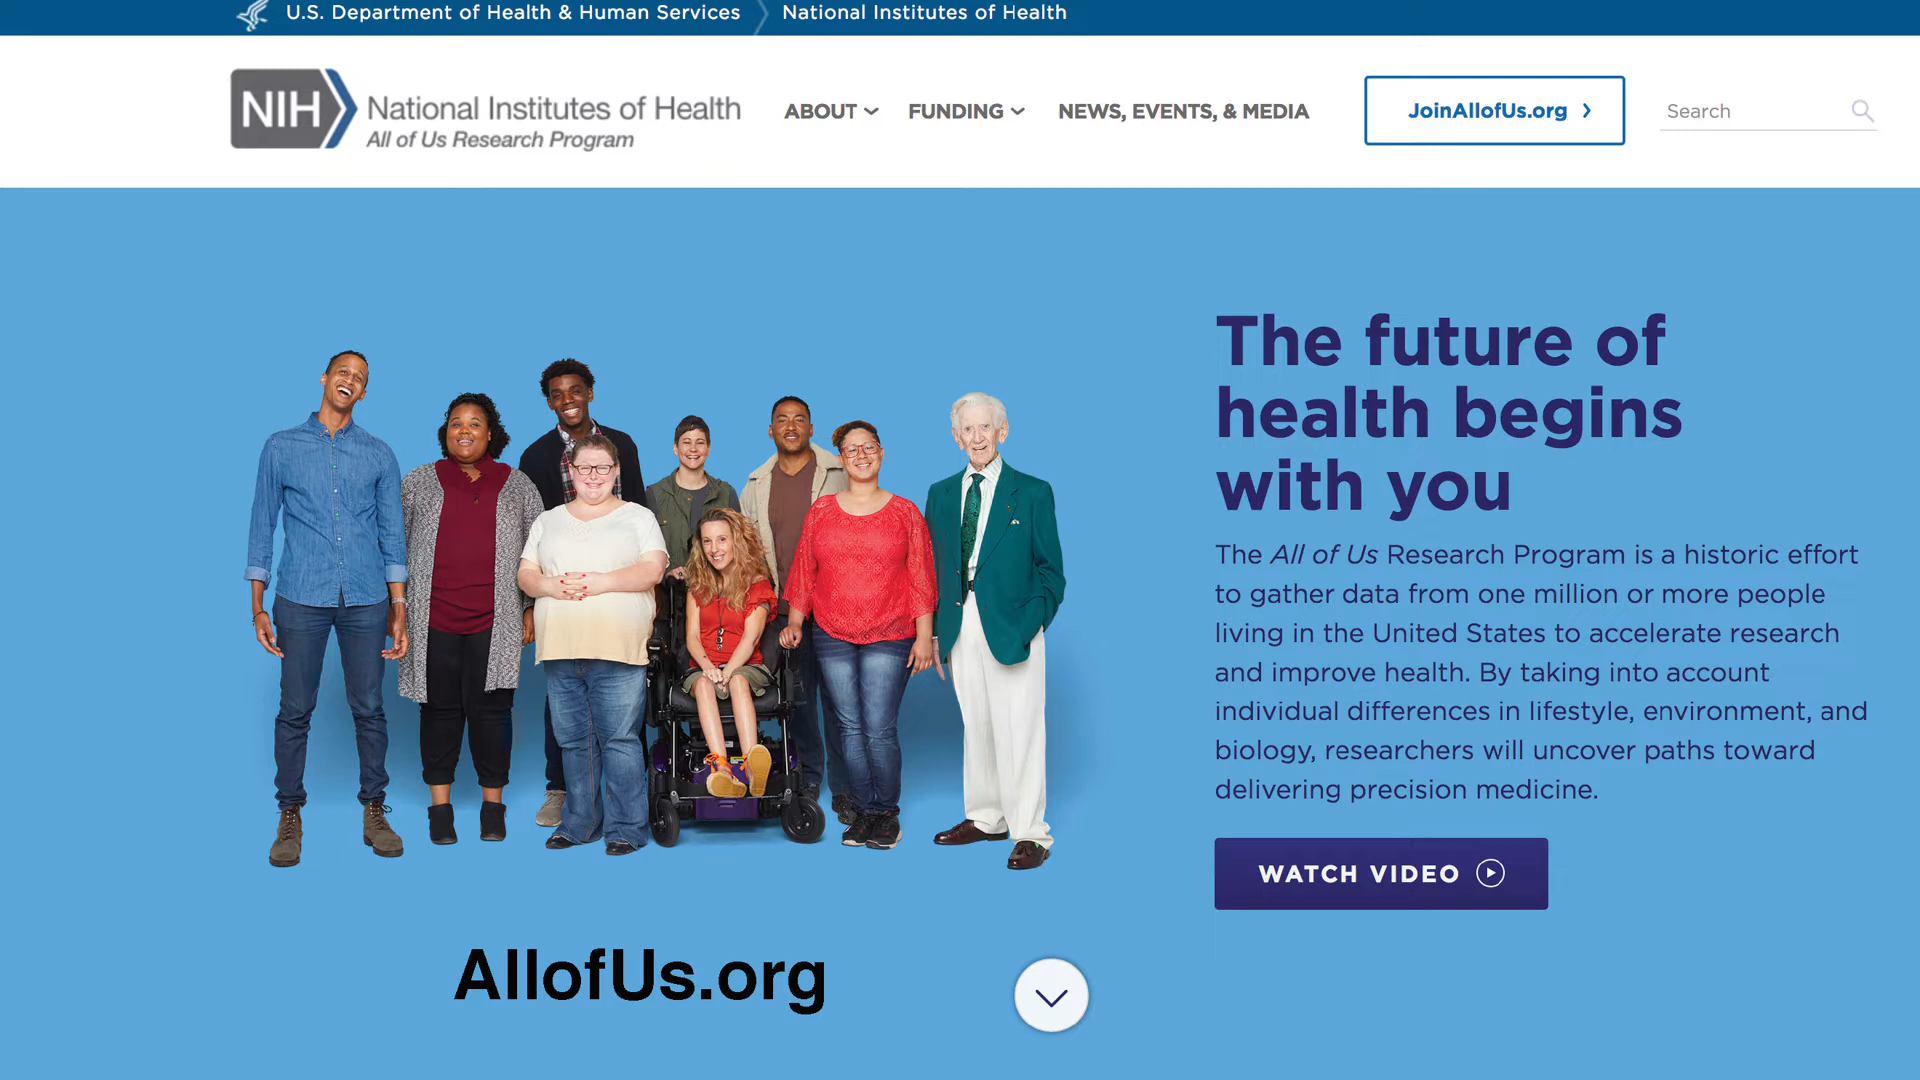 U.S. Department of Health & Human Services National Institutes of Health
NIH National Institutes of Health
All of Us Research Program
ABOUT FUNDING NEWS, EVENTS, & MEDIA JoinAllofUs.org Search
The future of
health begins
with you
The All of Us Research Program is a historic effort
to gather data from one million or more people
living in the United States to accelerate research
and improve health. By taking into account
individual differences in lifestyle, environment, and
biology, researchers will uncover paths toward
delivering precision medicine.
WATCH VIDEO
AllofUs.org